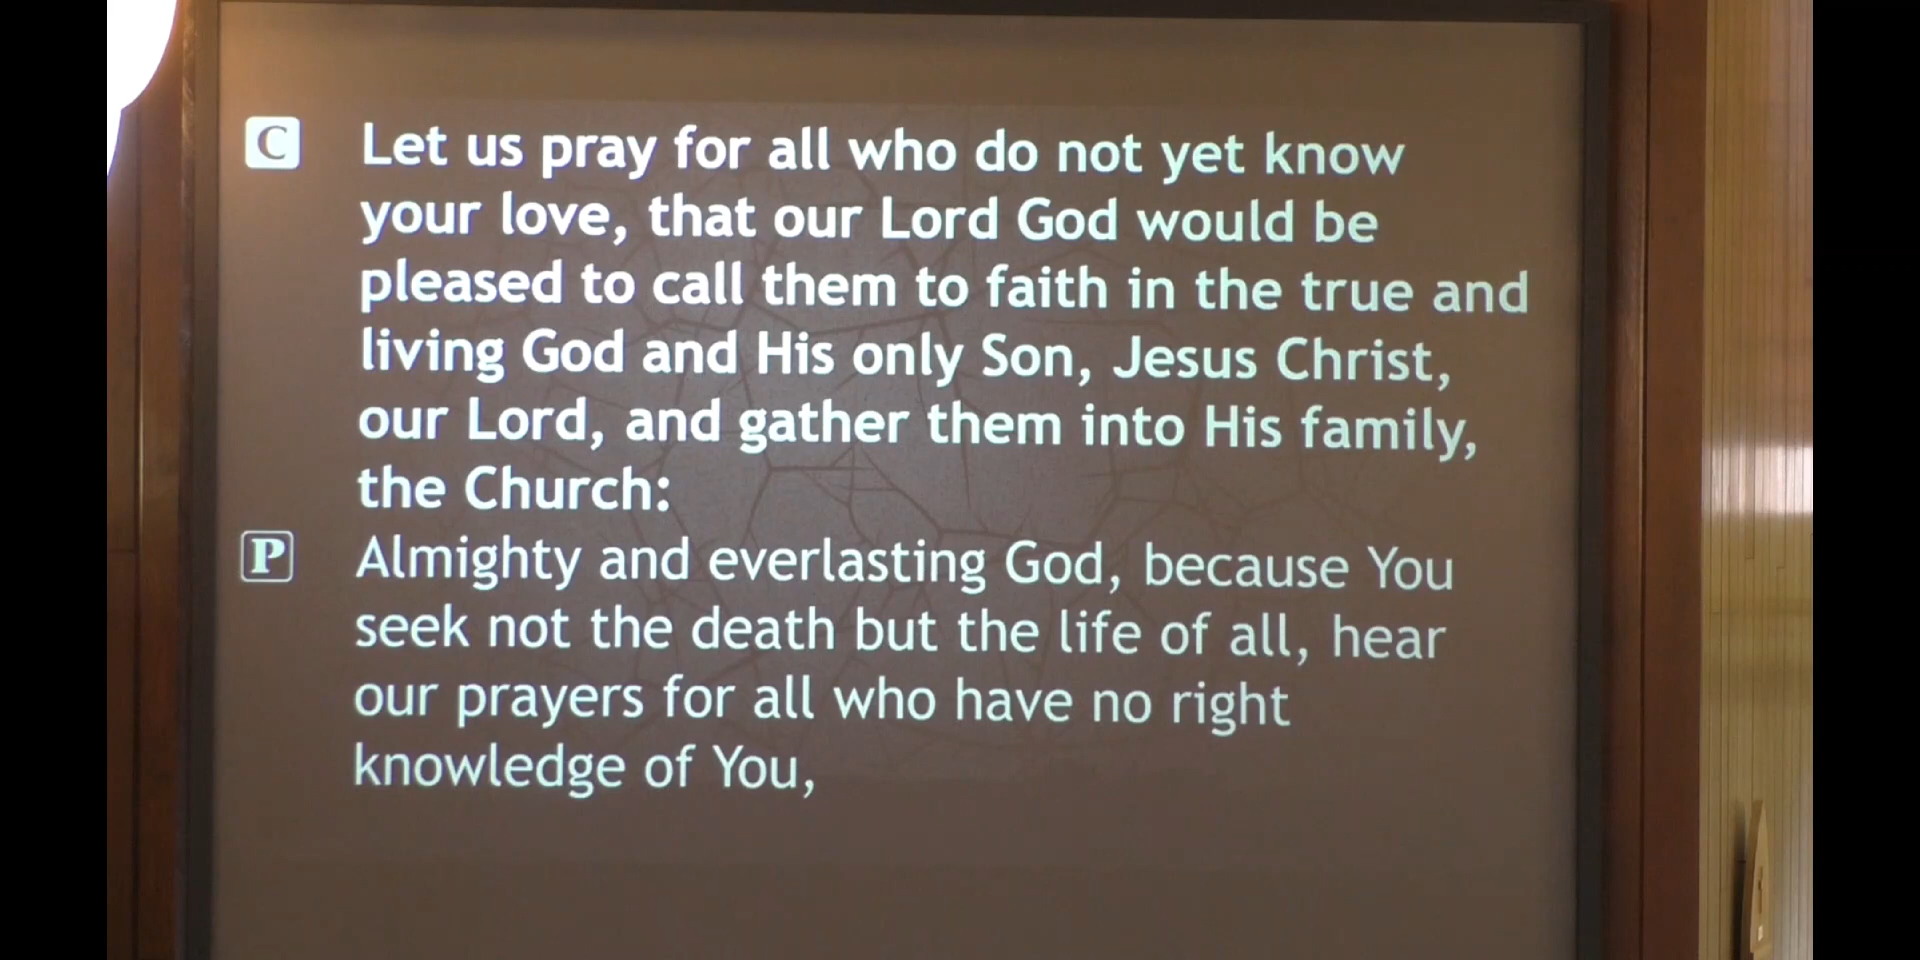 C Let us pray for all who do not yet know
your love, that our Lord God would be
pleased to call them to faith in the true and
living God and His only Son, Jesus Christ,
our Lord, and gather them into His family,
the Church:
P Almighty and everlasting God, because You
seek not the death but the life of all, hear
our prayers for all who have no right
knowledge of You,